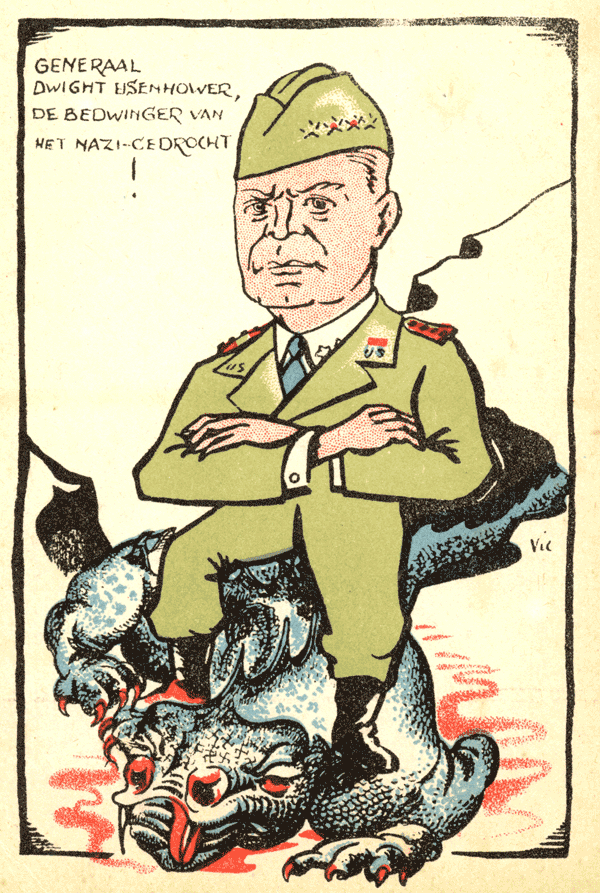 GENERAAL
DWIGHT EISENHOWER,
DE BEDWINGER VAN
HET NAZI-GEDROCHT
!
US
US
Vic